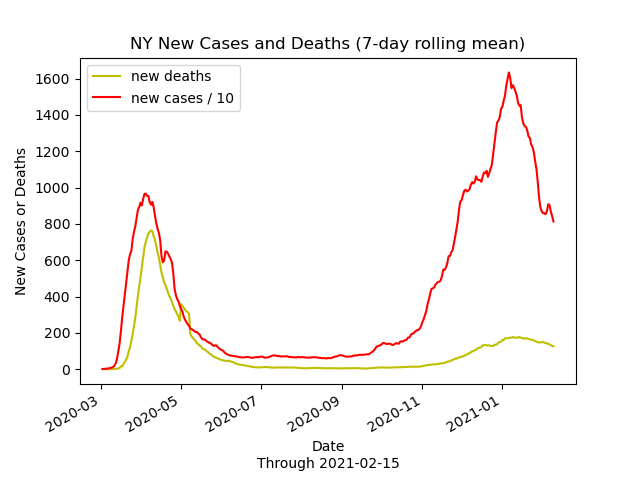 NY New Cases and Deaths (7-day rolling mean)
new deaths
new cases / 10
1600
1400
1200
1000
800
600
400
200
0
New Cases or Deaths
2020-03
2020-05
2020-07
2020-09
2020-11
2021-01
Date
Through 2021-02-15